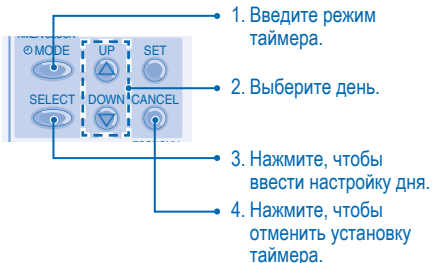 1. Введите режим
таймера.
MODE
UP
SET
2. Выберите день.
SELECT
DOWN
CANCEL
3. Нажмите, чтобы
ввести настройку дня.
4. Нажмите, чтобы
отменить установку
таймера.